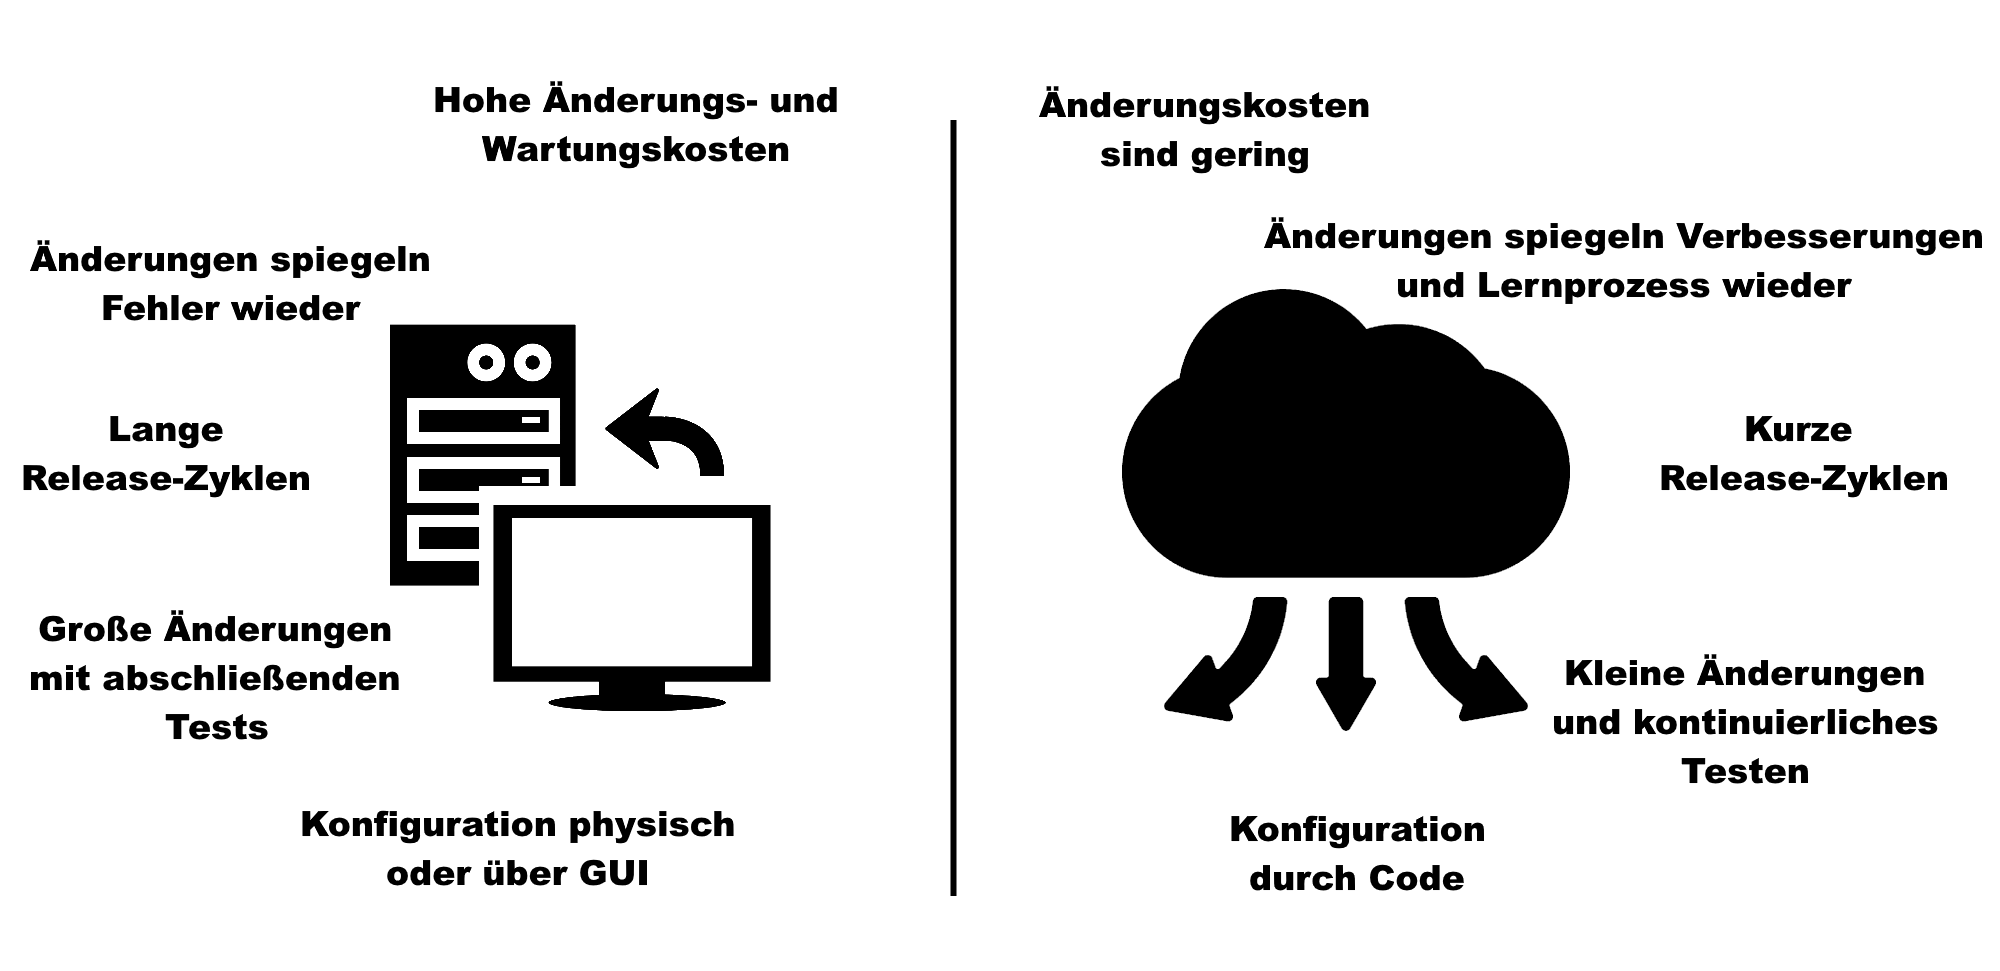 Hohe Änderungs- und
Wartungskosten
Änderungen spiegeln
Fehler wieder
Lange
Release-Zyklen
Große Änderungen
mit abschließenden
Tests
Konfiguration physisch
oder über GUI
Änderungskosten
sind gering
Änderungen spiegeln Verbesserungen
und Lernprozess wieder
Kurze
Release-Zyklen
Kleine Änderungen
und kontinuierliches
Testen
Konfiguration
durch Code